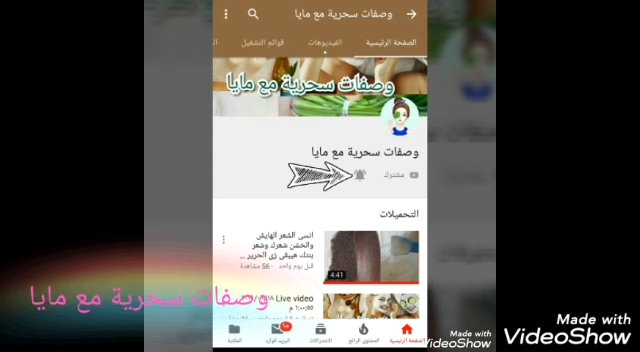 وصفات سحرية مع مايا
الصفحة الرئيسية
الفيديوهات
قوائم التشغيل
وصفات سحرية مع مايا
وصفات سحرية مع مايا
مشترك
التحميلات
انسى الشعر الهايش
والخشن شعرك وشعر
بنتك هيبقى زى الحرير ...
قبل يوم واحد - 56 مشاهدة
4:41
Live video
الصفحة الرئيسية
المحتوى الرائج
الاشتراكات
البريد الوارد
المكتبة
وصفات سحرية مع مايا
Made with
VideoShow
Made with
VideoShow